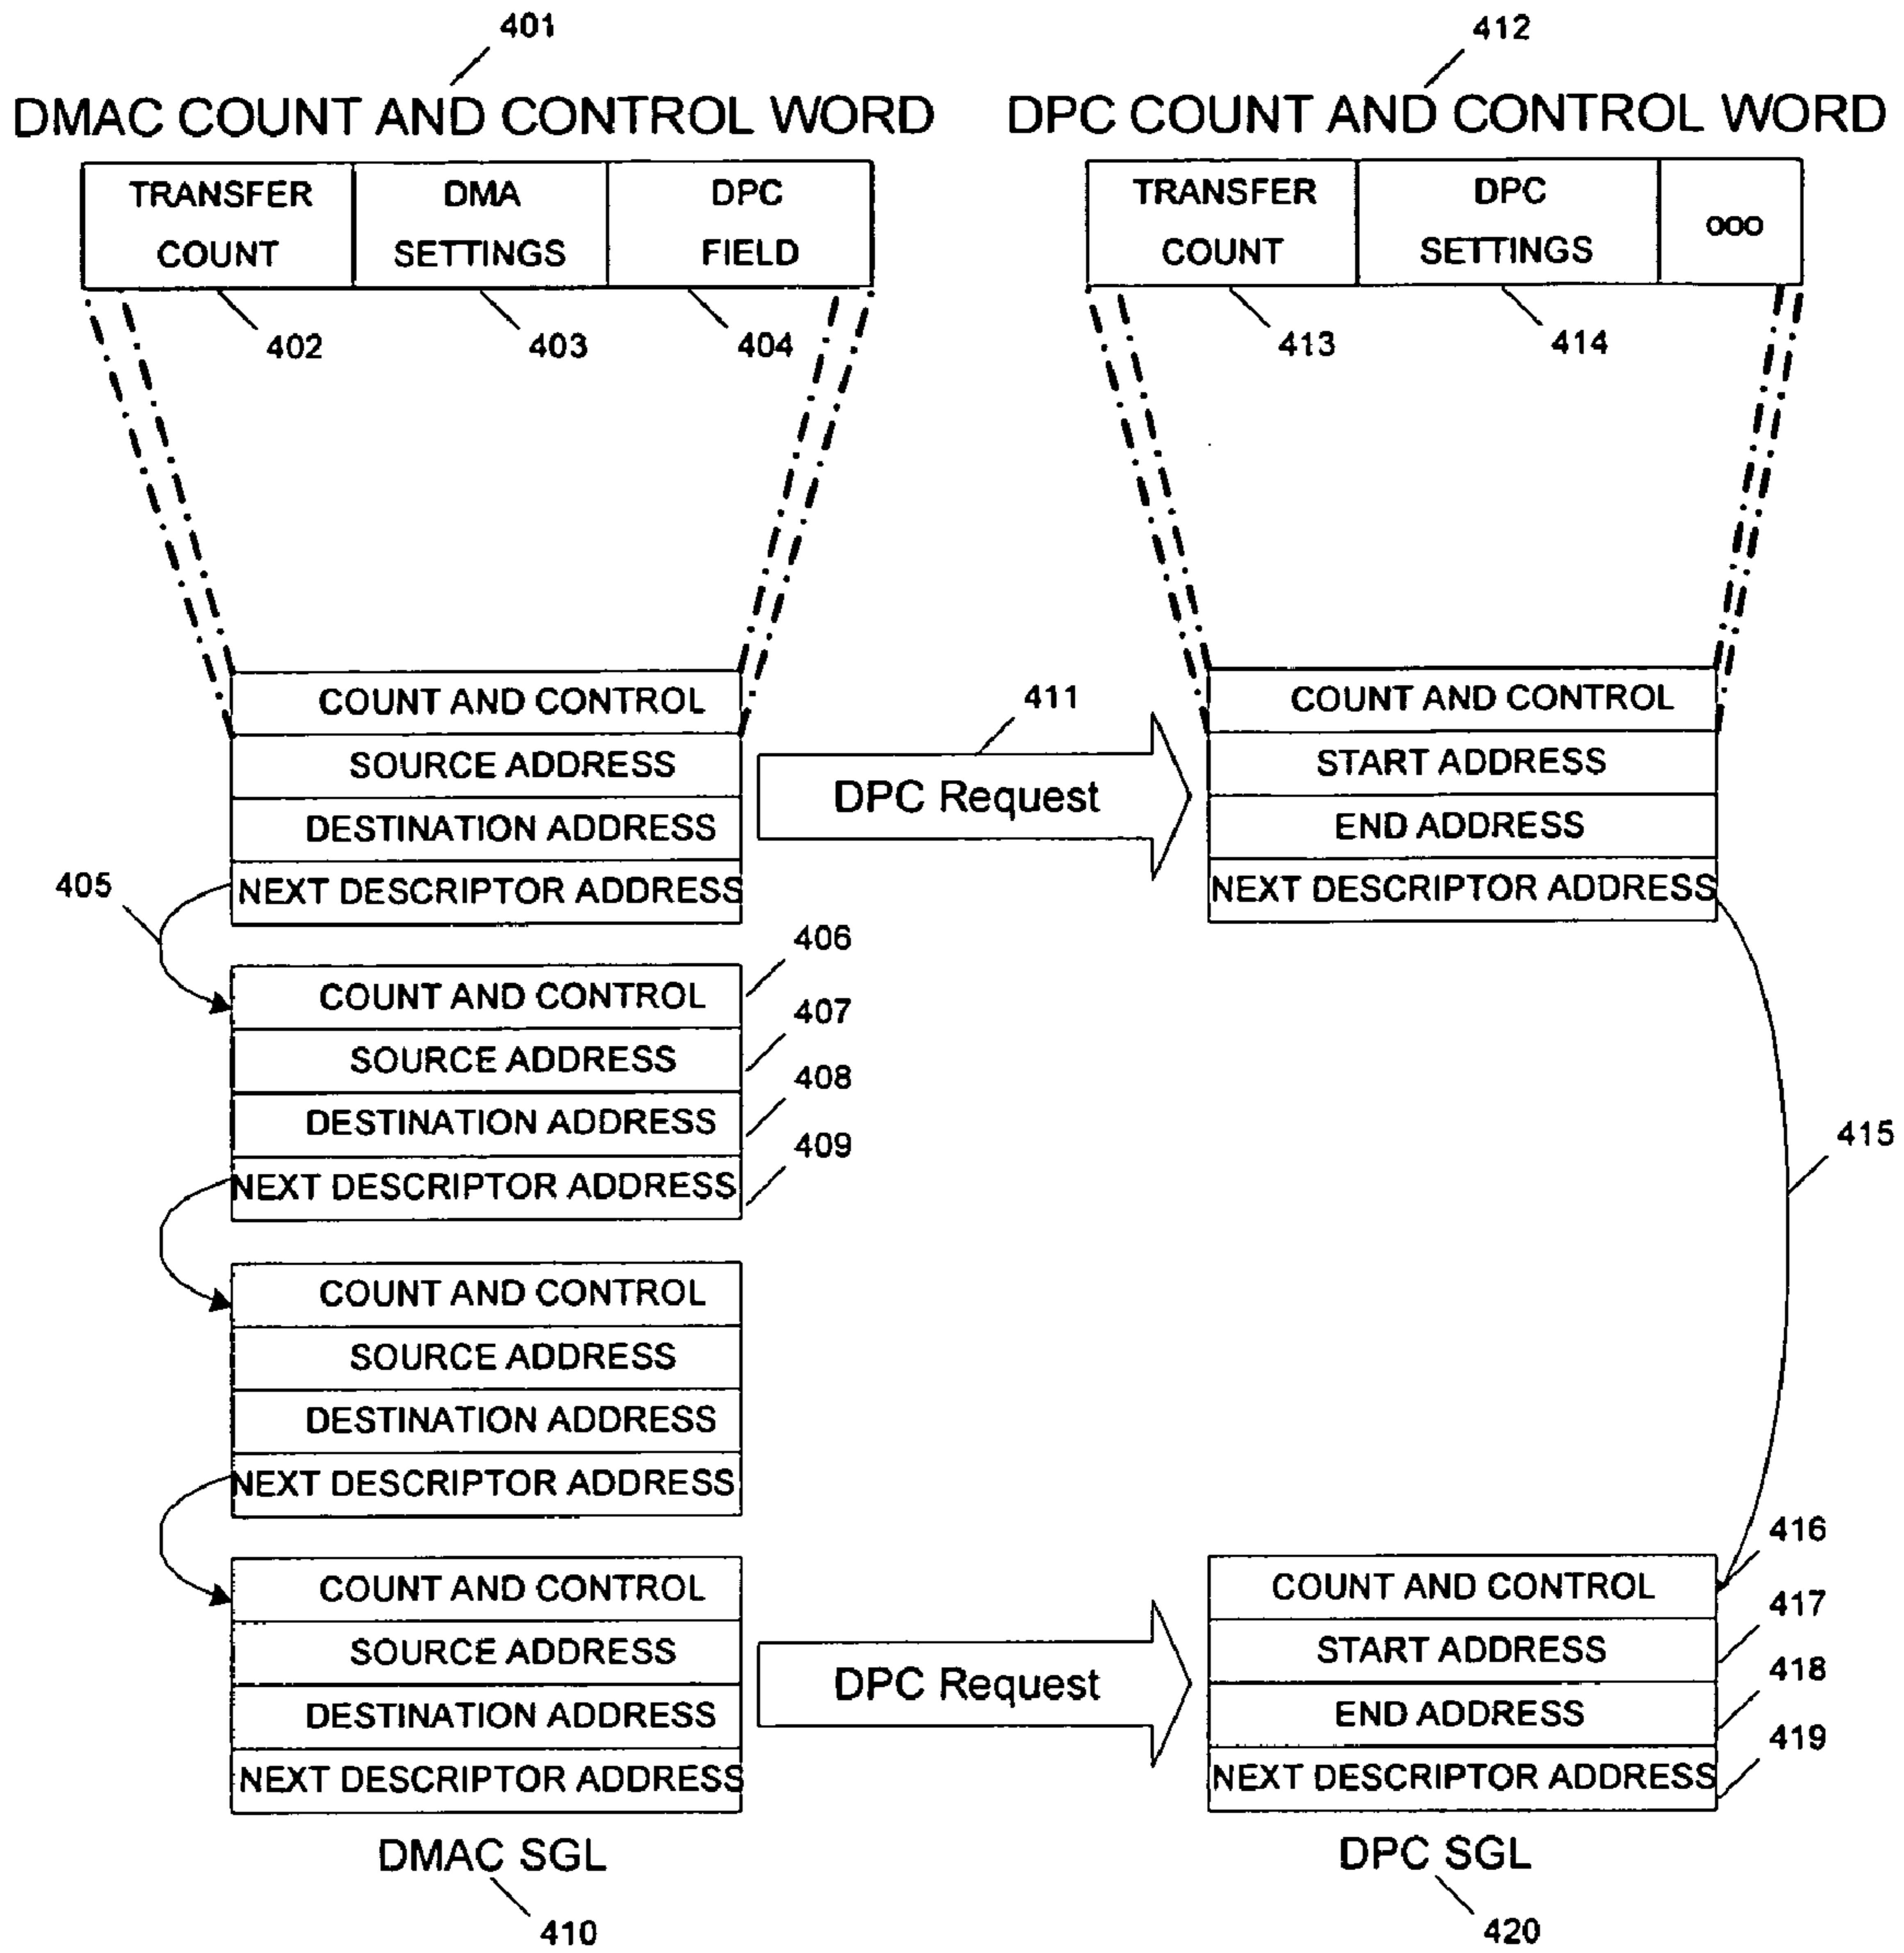 401
412
DMAC COUNT AND CONTROL WORD
DPC COUNT AND CONTROL WORD
TRANSFER COUNT
DMA SETTINGS
DPC FIELD
TRANSFER COUNT
DPC SETTINGS
ooo
402
403
404
413
414
COUNT AND CONTROL
SOURCE ADDRESS
DESTINATION ADDRESS
NEXT DESCRIPTOR ADDRESS
411
DPC Request
COUNT AND CONTROL
START ADDRESS
END ADDRESS
NEXT DESCRIPTOR ADDRESS
405
406
COUNT AND CONTROL
407
SOURCE ADDRESS
408
DESTINATION ADDRESS
409
NEXT DESCRIPTOR ADDRESS
415
COUNT AND CONTROL
SOURCE ADDRESS
DESTINATION ADDRESS
NEXT DESCRIPTOR ADDRESS
COUNT AND CONTROL
SOURCE ADDRESS
DESTINATION ADDRESS
NEXT DESCRIPTOR ADDRESS
DPC Request
416
COUNT AND CONTROL
417
START ADDRESS
418
END ADDRESS
419
NEXT DESCRIPTOR ADDRESS
DMAC SGL
410
DPC SGL
420